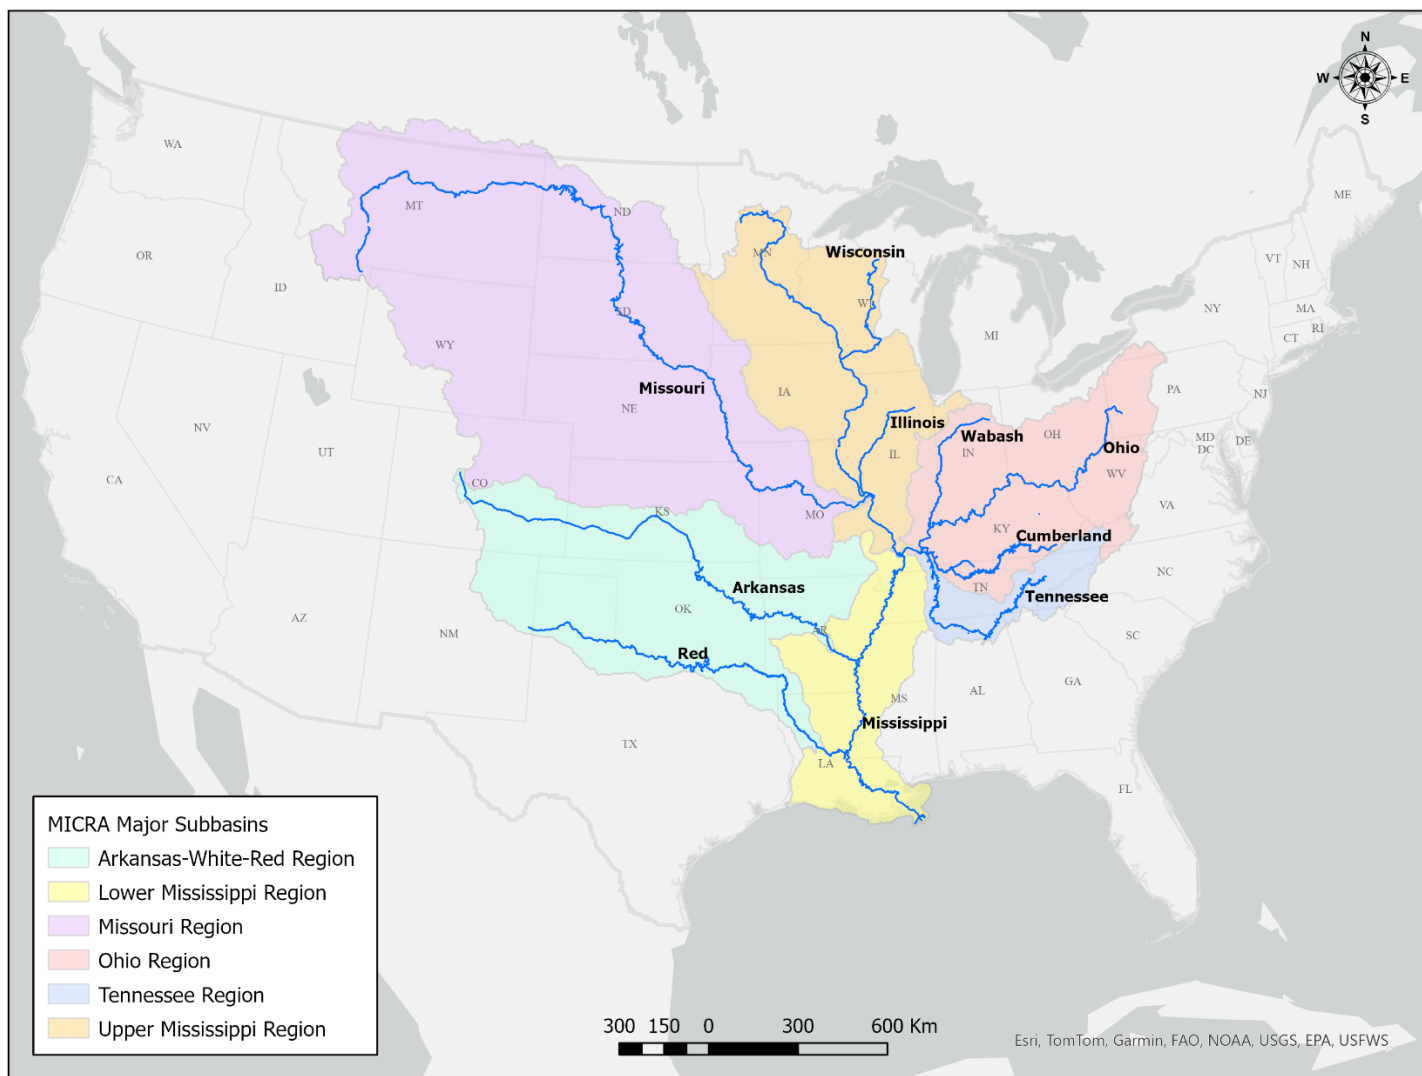 N
W E
S
WA
ME
MT
ND
OR
MN
Wisconsin
VT
NH
ID
WI
NY
MA
RI
SD
MI
CT
WY
Missouri
IA
PA
NJ
NE
Illinois
Wabash
OH
Ohio
MD
DE
NV
UT
IL
IN
DC
WV
CA
CO
KS
MO
VA
KY
Cumberland
NC
Arkansas
TN
Tennessee
AZ
NM
OK
AR
SC
Red
GA
MS
AL
Mississippi
TX
LA
FL
MICRA Major Subbasins
Arkansas-White-Red Region
Lower Mississippi Region
Missouri Region
Ohio Region
Tennessee Region
Upper Mississippi Region
300 150 0 300 600 Km
Esri, TomTom, Garmin, FAO, NOAA, USGS, EPA, USFWS